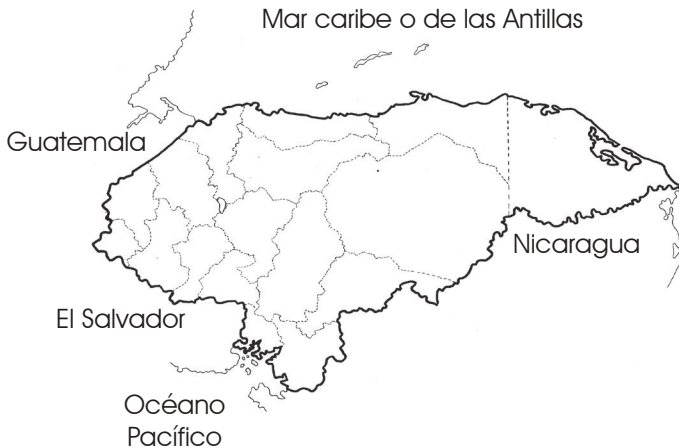 Mar caribe o de las Antillas
Guatemala
Nicaragua
El Salvador
Océano
Pacífico